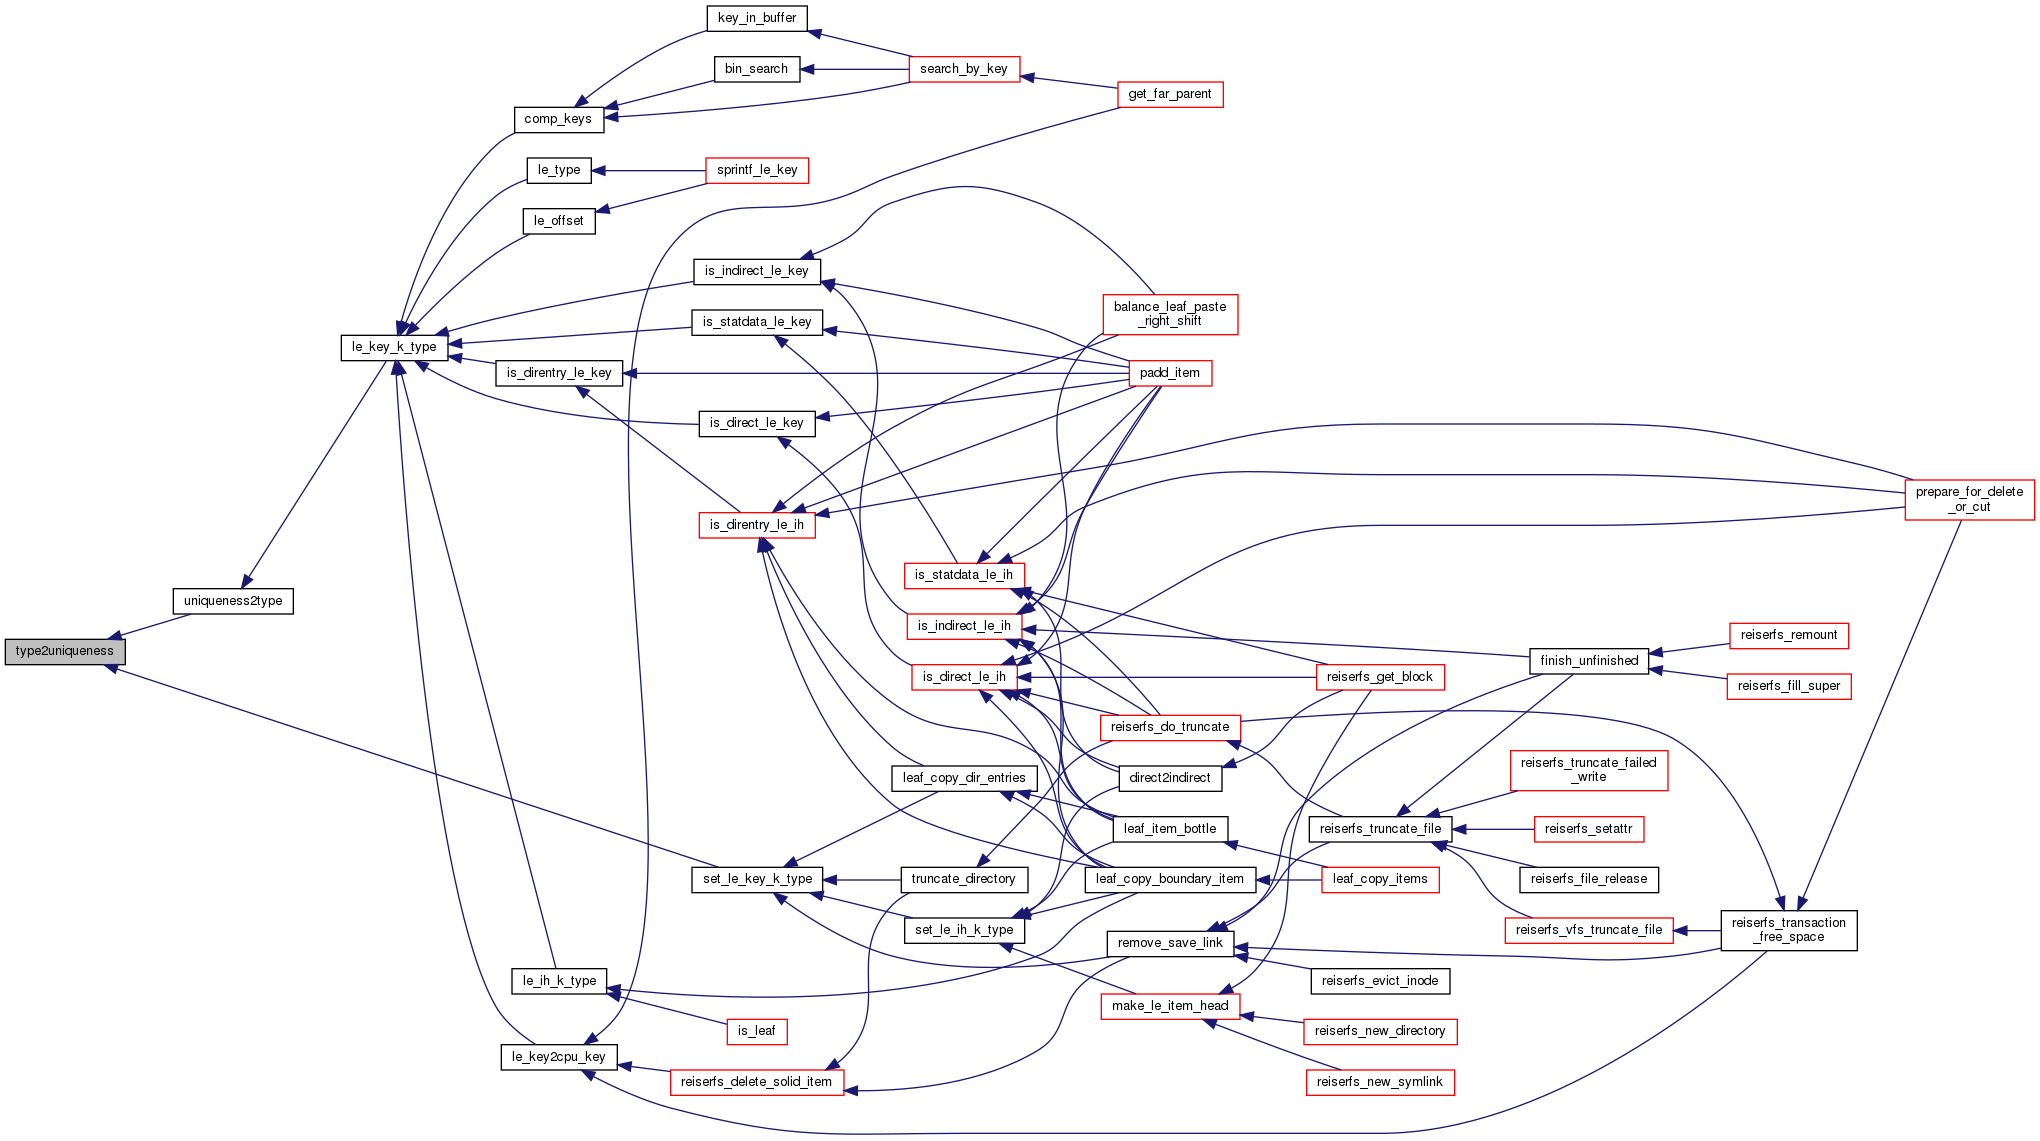 key_in_buffer
bin_search
search_by_key
get_far_parent
comp_keys
le_type
sprintf_le_key
le_offset
is_indirect_le_key
balance_leaf_paste
_right_shift
is_statdata_le_key
le_key_k_type
is_direntry_le_key
padd_item
is_direct_le_key
prepare_for_delete
_or_cut
is_direntry_le_ih
is_statdata_le_ih
uniqueness2type
is_indirect_le_ih
reiserfs_remount
type2uniqueness
finish_unfinished
is_direct_le_ih
reiserfs_get_block
reiserfs_fill_super
reiserfs_do_truncate
reiserfs_truncate_failed
_write
leaf_copy_dir_entries
direct2indirect
leaf_item_bottle
reiserfs_truncate_file
reiserfs_setattr
set_le_key_k_type
truncate_directory
leaf_copy_boundary_item
leaf_copy_items
reiserfs_file_release
set_le_ih_k_type
remove_save_link
reiserfs_vfs_truncate_file
reiserfs_transaction
_free_space
le_ih_k_type
reiserfs_evict_inode
make_le_item_head
is_leaf
reiserfs_new_directory
le_key2cpu_key
reiserfs_delete_solid_item
reiserfs_new_symlink